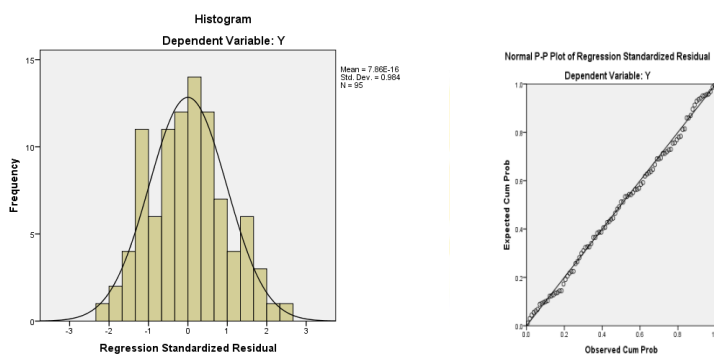 Histogram
Dependent Variable: Y
Mean = 7.86E-16
Std. Dev. = 0.984
N = 95
15
10
5
0
Frequency
-3 -2 -1 0 1 2 3
Regression Standardized Residual
Normal P-P Plot of Regression Standardized Residual
Dependent Variable: Y
1.0
0.8
0.6
0.4
0.2
0.0
Expected Cum Prob
0.0 0.2 0.4 0.6 0.8 1.0
Observed Cum Prob